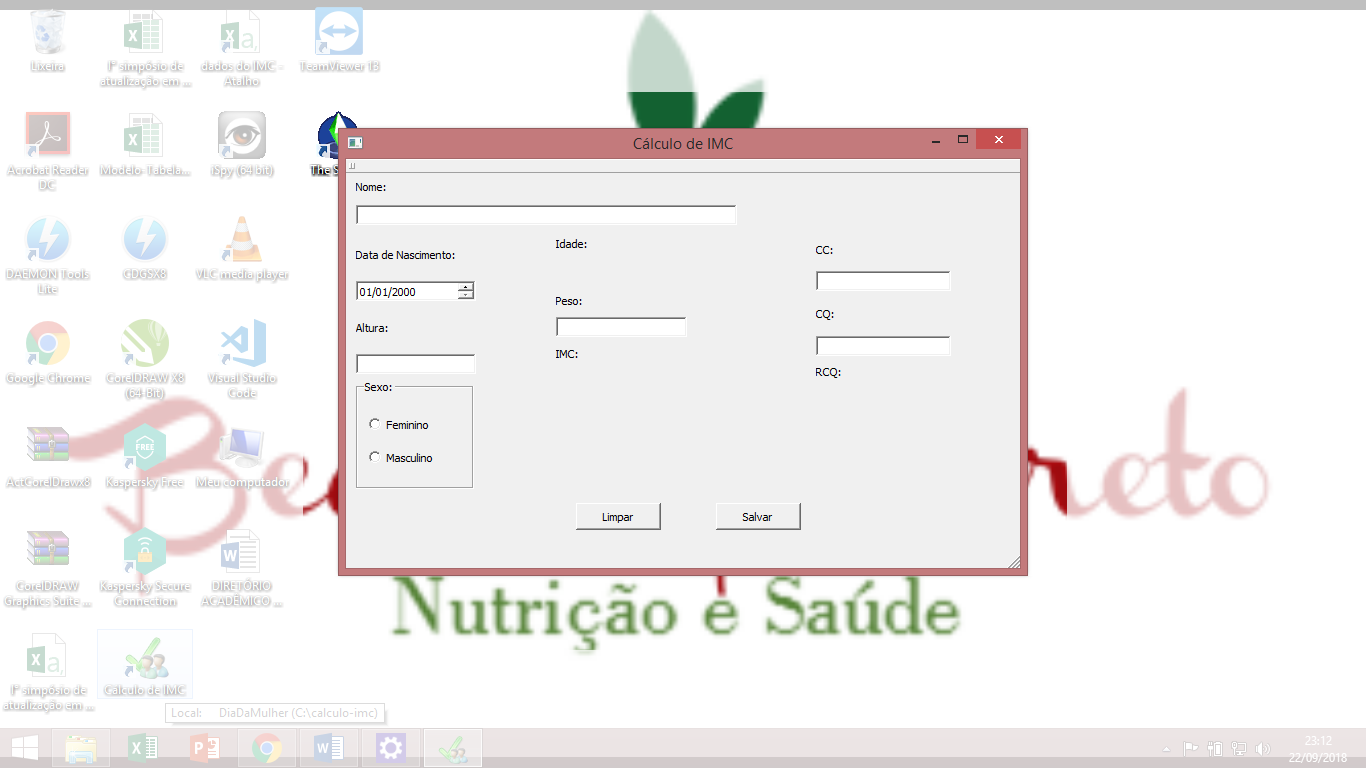 Lixeira
1° simpósio de
atualização em ...
dados do IMC -
Atalho
TeamViewer 13
Acrobat Reader
DC
Modelo-Tabela...
iSpy (64 bit)
The S
DAEMON Tools
Lite
CDGSX8
VLC media player
Google Chrome
CorelDRAW X8
(64-Bit)
Visual Studio
Code
ActCorelDrawx8
Kaspersky Free
Meu computador
CorelDRAW
Graphics Suite ...
Kaspersky Secure
Connection
DIRETÓRIO
ACADÊMICO ...
1° simpósio de
atualização em ...
Cálculo de IMC
Local: DiaDaMulher (C:\calculo-imc)
Cálculo de IMC
Nome:
Data de Nascimento:
01/01/2000
Altura:
Sexo:
Feminino
Masculino
Idade:
Peso:
IMC:
CC:
CQ:
RCQ:
Limpar
Salvar
Nutrição e Saúde
23:12
22/09/2018